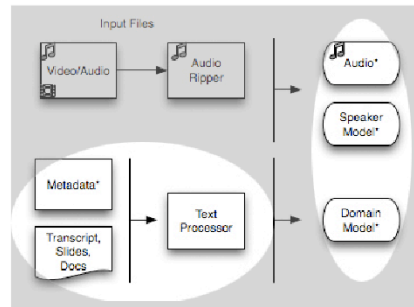 Input Files
Video/Audio
Audio
Ripper
Audio*
Speaker
Model*
Metadata*
Transcript,
Slides,
Docs
Text
Processor
Domain
Model*